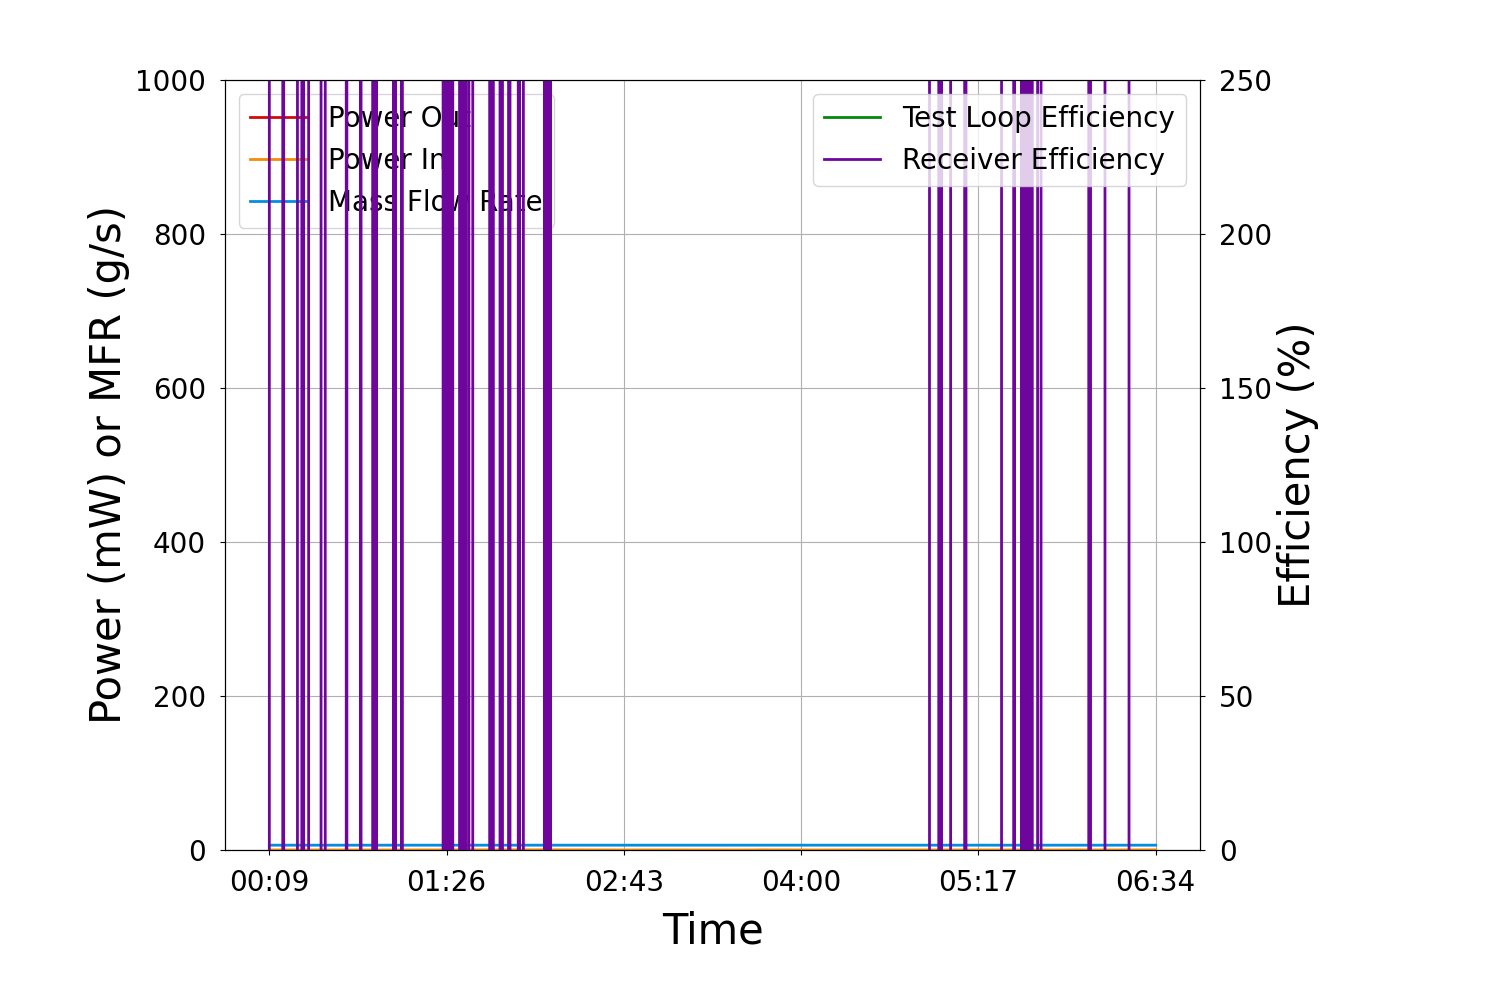 1000
800
600
400
200
0
Power (mW) or MFR (g/s)
Power Out
Power In
Mass Flow Rate
Test Loop Efficiency
Receiver Efficiency
250
200
150
100
50
0
Efficiency (%)
00:09 01:26 02:43 04:00 05:17 06:34
Time